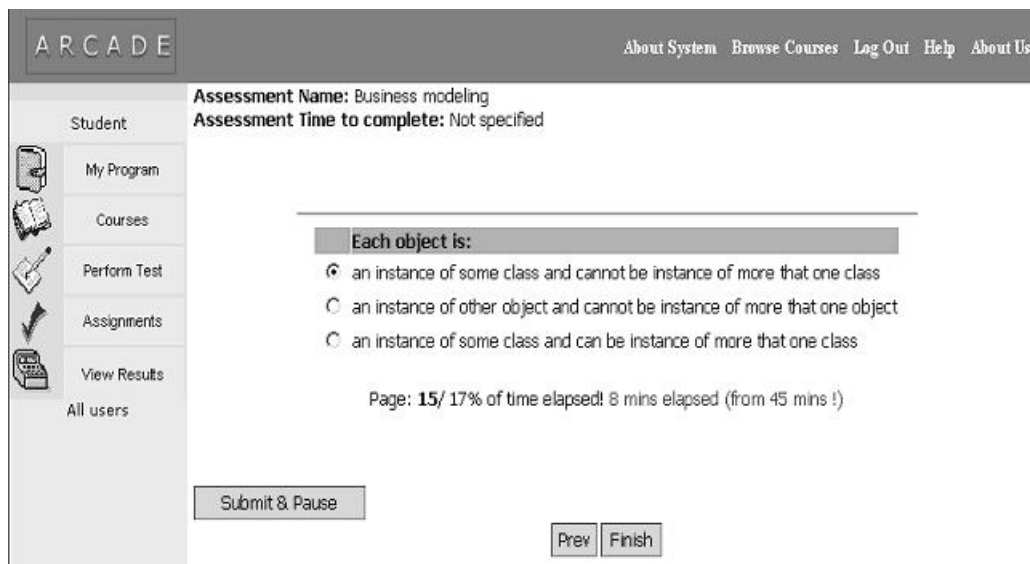 ARCADE
About System Browse Courses Log Out Help About Us
Assessment Name: Business modeling
Assessment Time to complete: Not specified
Student
My Program
Courses
Perform Test
Assignments
View Results
All users
Each object is:
an instance of some class and cannot be instance of more that one class
an instance of other object and cannot be instance of more that one object
an instance of some class and can be instance of more that one class
Page: 15/ 17% of time elapsed! 8 mins elapsed (from 45 mins !)
Submit & Pause
Prev Finish